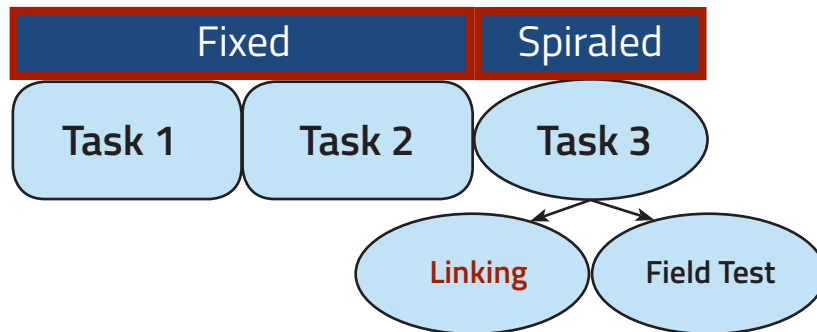 Fixed Spiraled
Task 1 Task 2 Task 3
Linking Field Test